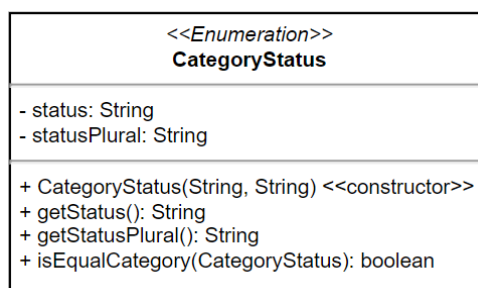 <<Enumeration>>
CategoryStatus
- status: String
- statusPlural: String
+ CategoryStatus(String, String) <<constructor>>
+ getStatus(): String
+ getStatusPlural(): String
+ isEqualCategory(CategoryStatus): boolean